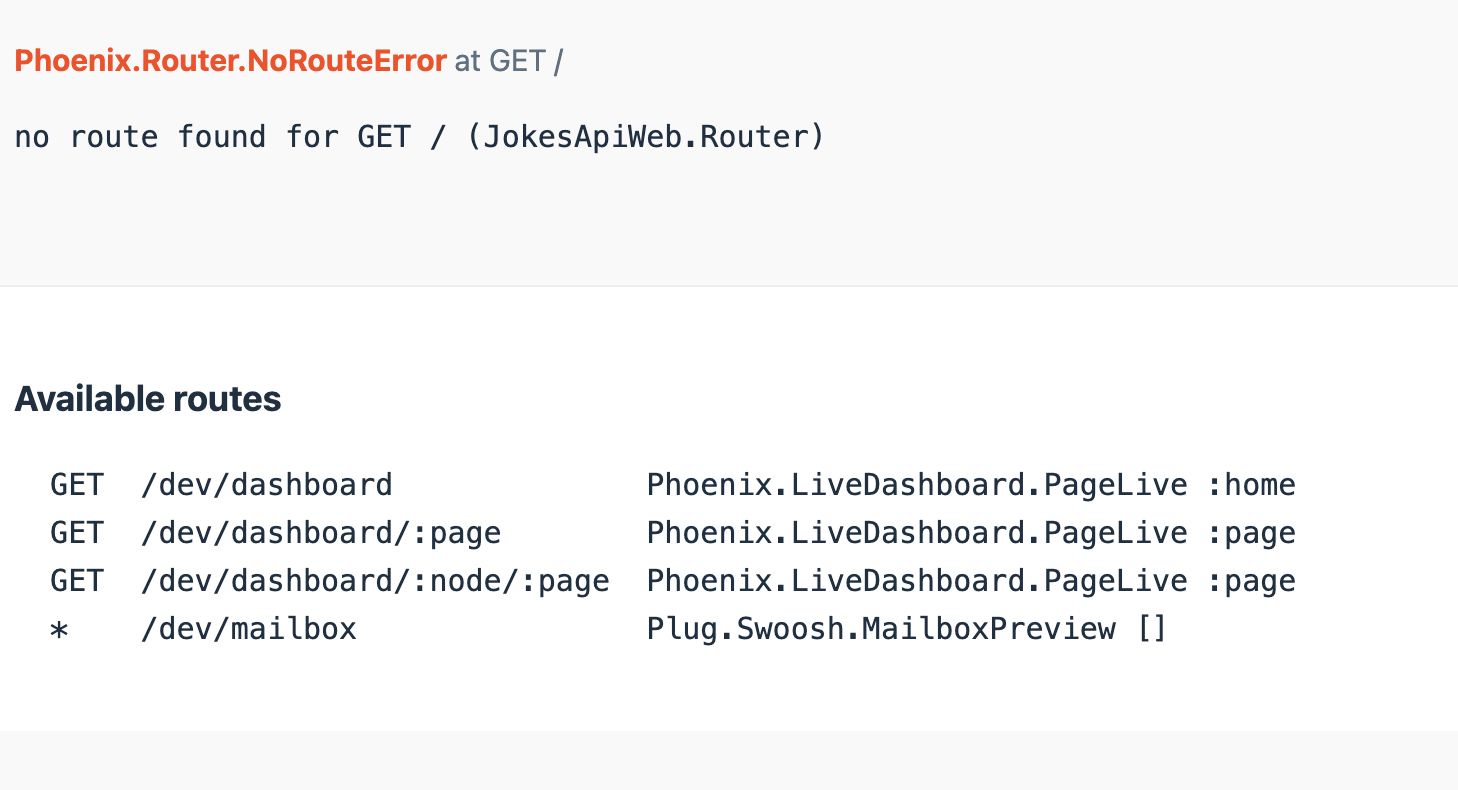 Phoenix.Router.NoRouteError at GET /
no route found for GET / (JokesApiWeb.Router)
Available routes
GET /dev/dashboard Phoenix.LiveDashboard.PageLive :home
GET /dev/dashboard/:page Phoenix.LiveDashboard.PageLive :page
GET /dev/dashboard/:node/:page Phoenix.LiveDashboard.PageLive :page
* /dev/mailbox Plug.Swoosh.MailboxPreview []